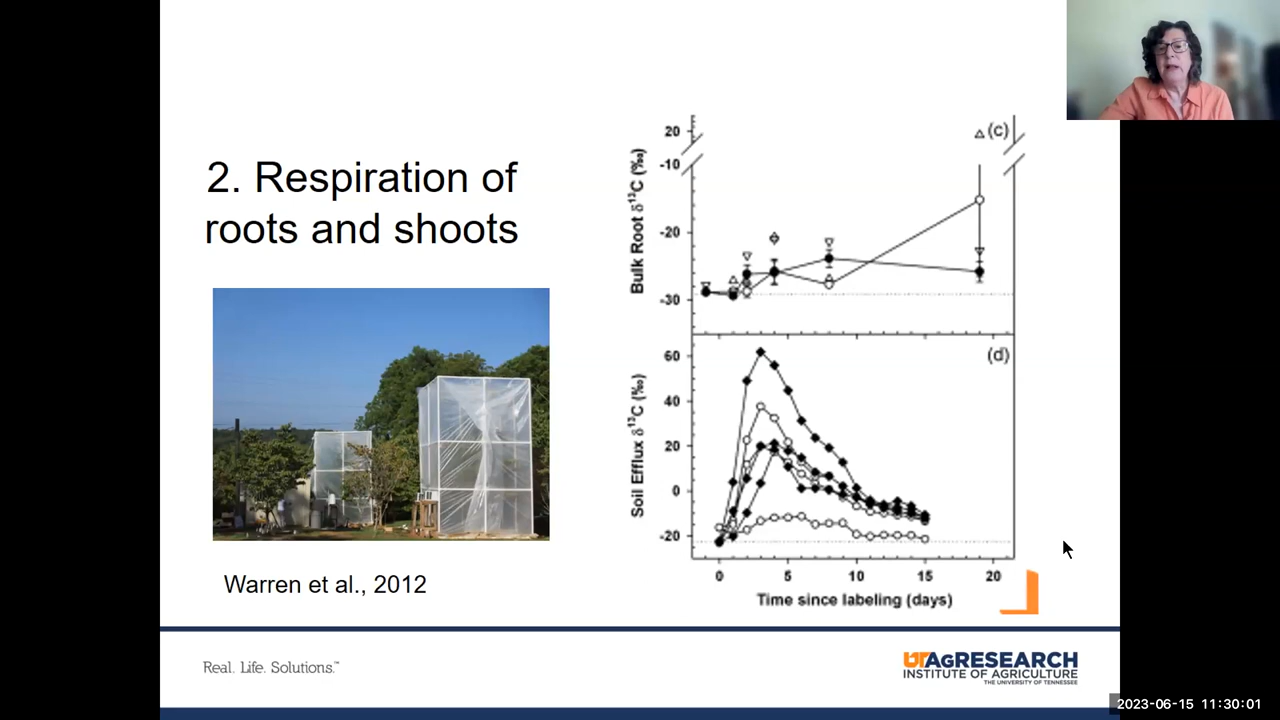 2. Respiration of
roots and shoots
Warren et al., 2012
Bulk Root δ¹³C (‰)
20
-10
-20
-30
(c)
Soil Efflux δ¹³C (‰)
60
40
20
0
-20
(d)
0 5 10 15 20
Time since labeling (days)
Real. Life. Solutions.™
UT AGRESEARCH
INSTITUTE OF AGRICULTURE
THE UNIVERSITY OF TENNESSEE
2023-06-15 11:30:01